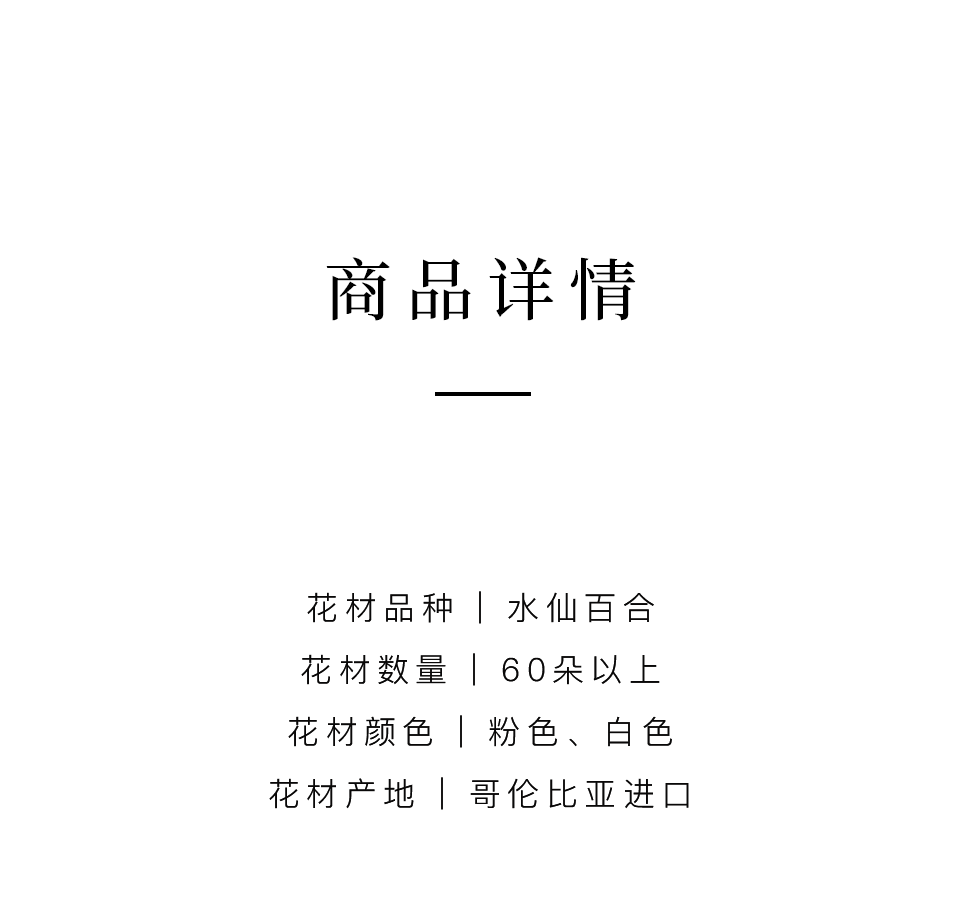 商品详情
花材品种｜水仙百合
花材数量｜60朵以上
花材颜色｜粉色、白色
花材产地｜哥伦比亚进口